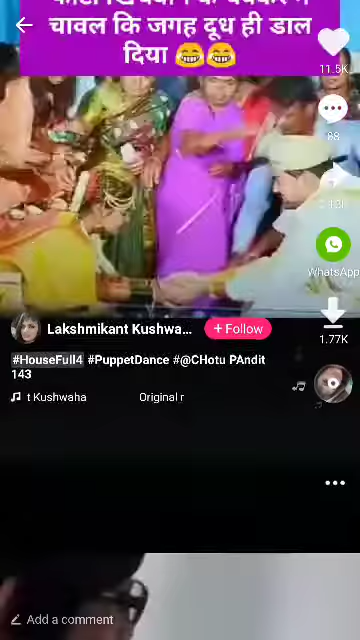 चावल कि जगह दूध ही डाल
दिया 😂😂
11.5K
88
WhatsApp
Lakshmikant Kushwa...
+ Follow
1.77K
#HouseFull4 #PuppetDance #@CHotu PAndit
143
t Kushwaha Original r
Add a comment